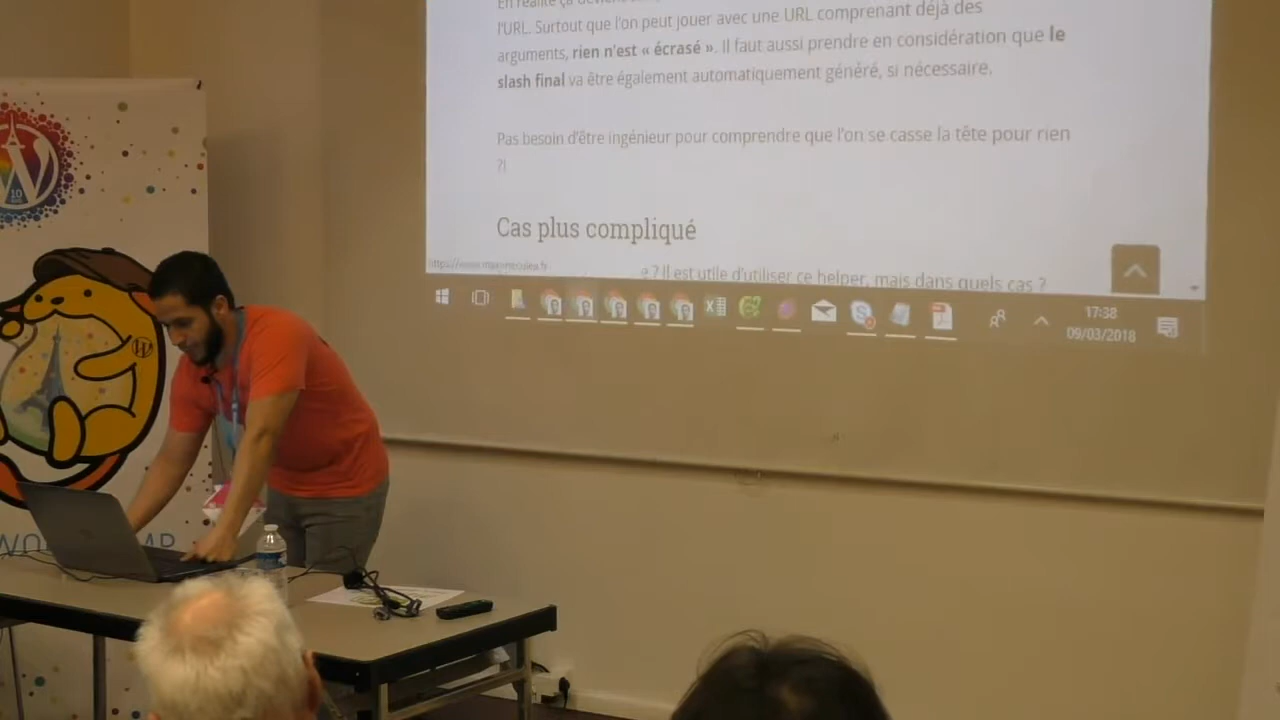 l'URL. Surtout que l'on peut jouer avec une URL comprenant déjà des
arguments, rien n'est « écrasé ». Il faut aussi prendre en considération que le
slash final va être également automatiquement généré, si nécessaire.
Pas besoin d'être ingénieur pour comprendre que l'on se casse la tête pour rien
?!
Cas plus compliqué
e ? Il est utile d'utiliser ce helper, mais dans quels cas ?
17:38
09/03/2018
10